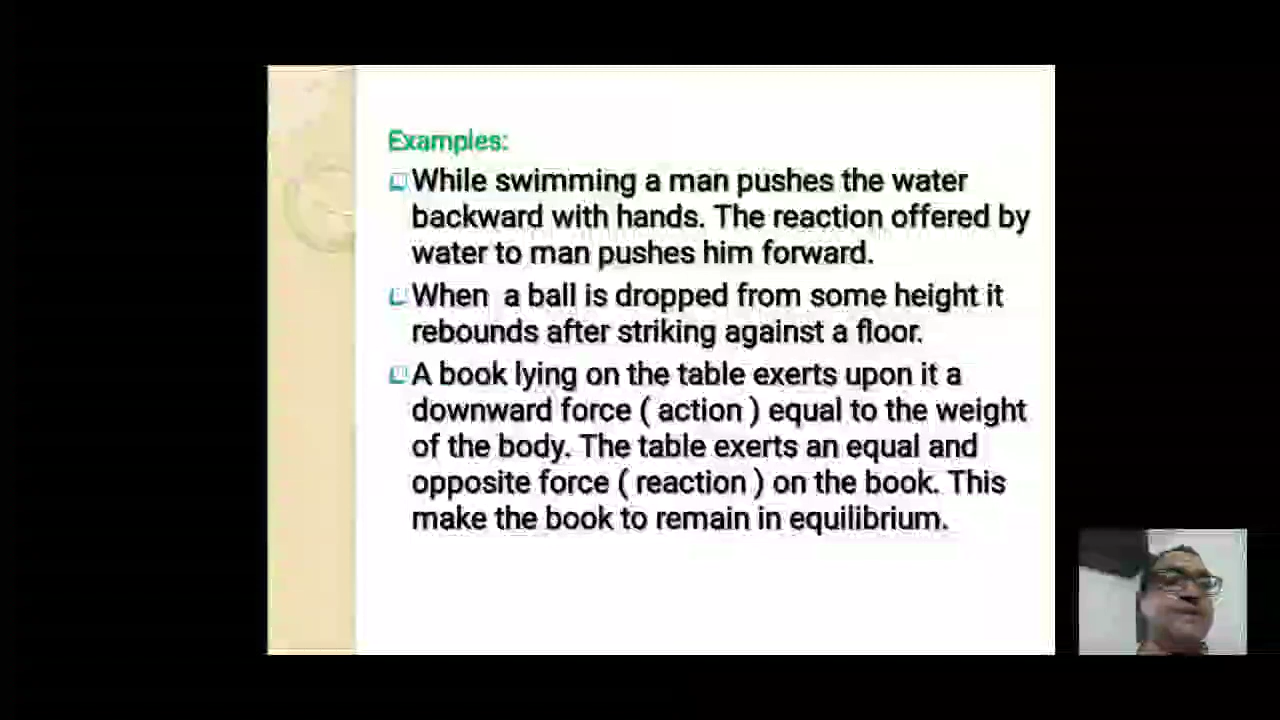 Examples:
While swimming a man pushes the water
backward with hands. The reaction offered by
water to man pushes him forward.
When a ball is dropped from some height it
rebounds after striking against a floor.
A book lying on the table exerts upon it a
downward force ( action ) equal to the weight
of the body. The table exerts an equal and
opposite force ( reaction ) on the book. This
make the book to remain in equilibrium.